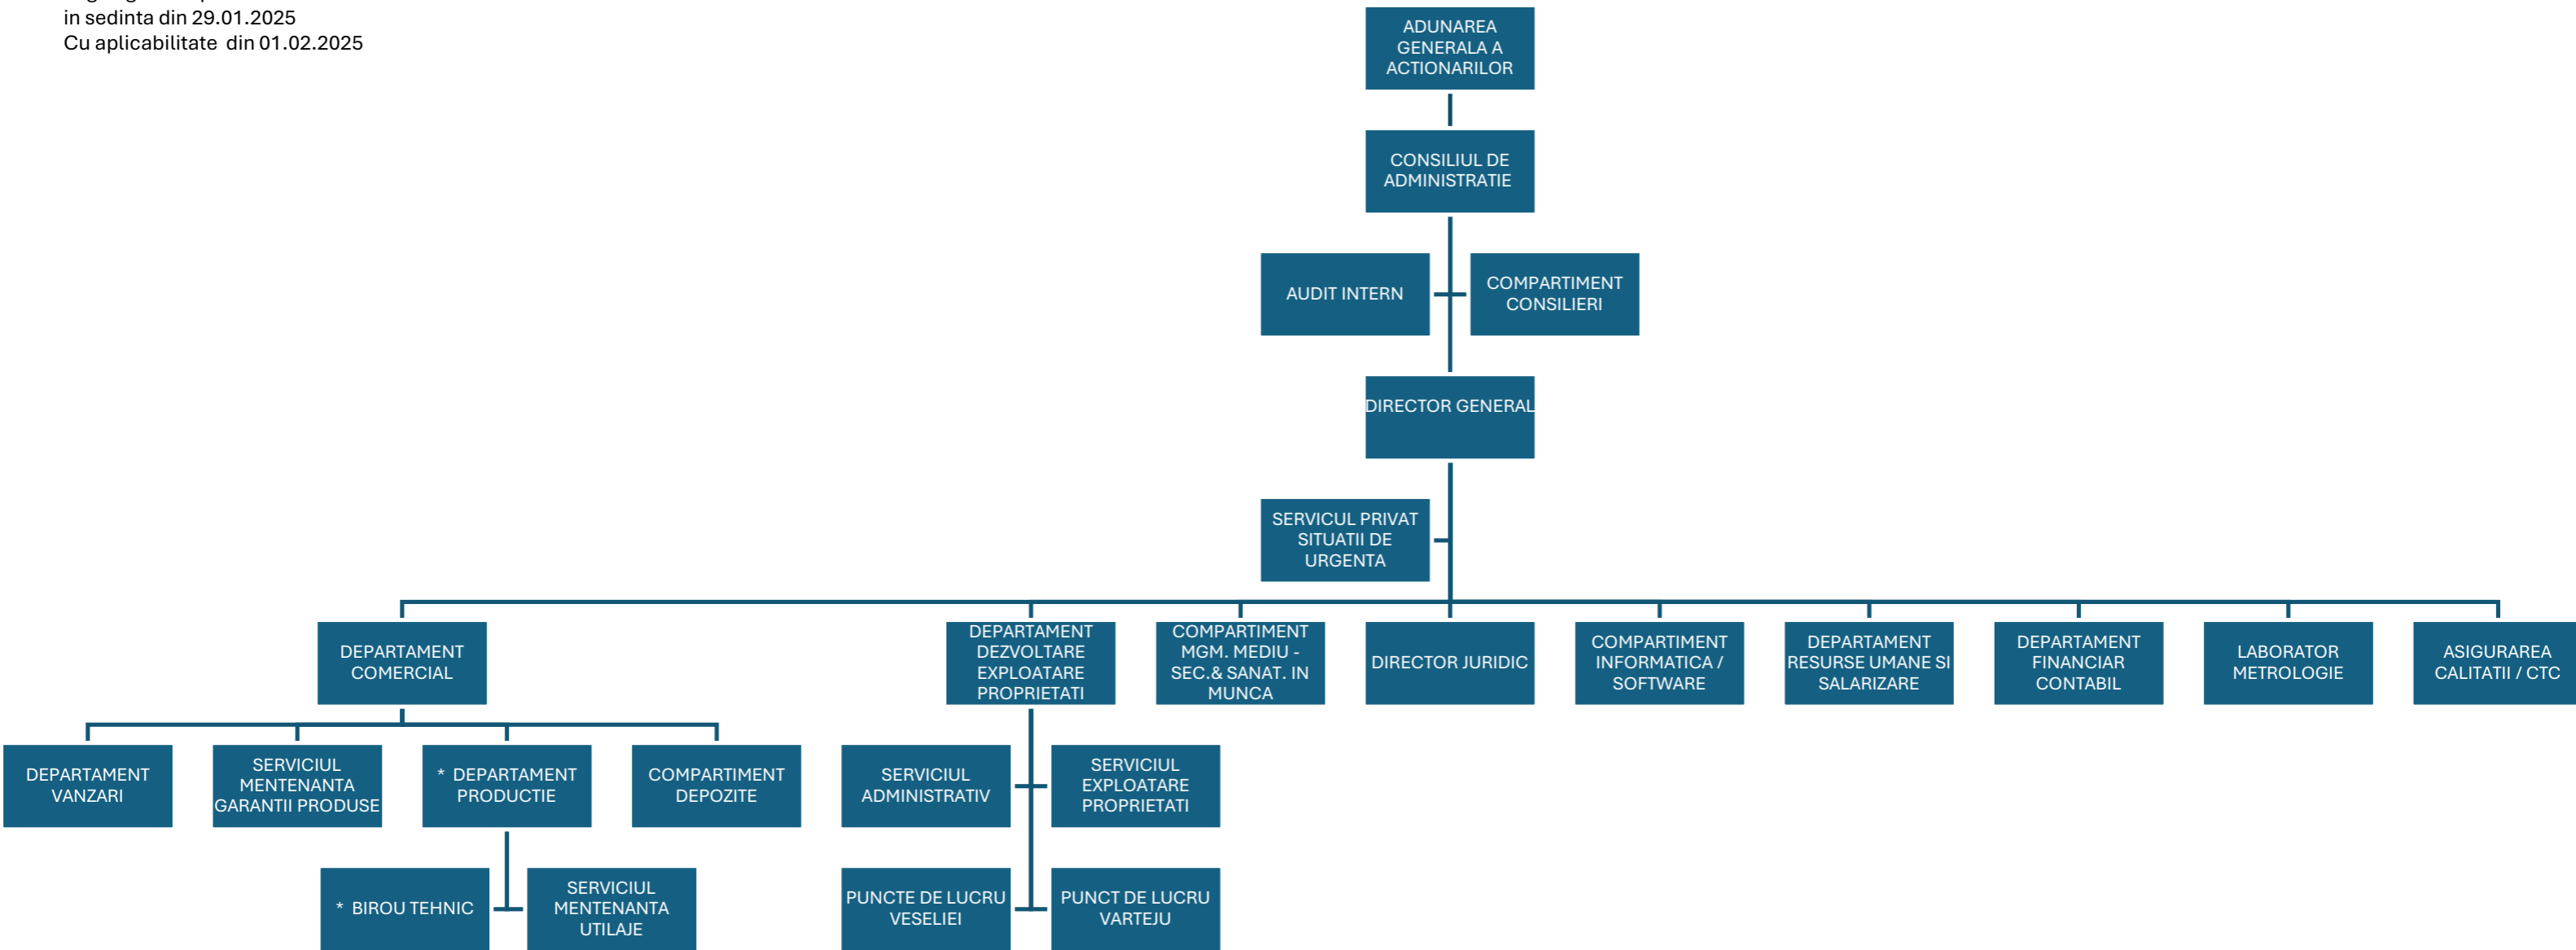 in sedinta din 29.01.2025
Cu aplicabilitate din 01.02.2025
ADUNAREA
GENERALA A
ACTIONARILOR
CONSILIUL DE
ADMINISTRATIE
AUDIT INTERN
COMPARTIMENT
CONSILIERI
DIRECTOR GENERAL
SERVICUL PRIVAT
SITUATII DE
URGENTA
DEPARTAMENT
COMERCIAL
DEPARTAMENT
DEZVOLTARE
EXPLOATARE
PROPRIETATI
COMPARTIMENT
MGM. MEDIU -
SEC.& SANAT. IN
MUNCA
DIRECTOR JURIDIC
COMPARTIMENT
INFORMATICA /
SOFTWARE
DEPARTAMENT
RESURSE UMANE SI
SALARIZARE
DEPARTAMENT
FINANCIAR
CONTABIL
LABORATOR
METROLOGIE
ASIGURAREA
CALITATII / CTC
DEPARTAMENT
VANZARI
SERVICIUL
MENTENANTA
GARANTII PRODUSE
* DEPARTAMENT
PRODUCTIE
COMPARTIMENT
DEPOZITE
SERVICIUL
ADMINISTRATIV
SERVICIUL
EXPLOATARE
PROPRIETATI
* BIROU TEHNIC
SERVICIUL
MENTENANTA
UTILAJE
PUNCTE DE LUCRU
VESELIEI
PUNCT DE LUCRU
VARTEJU